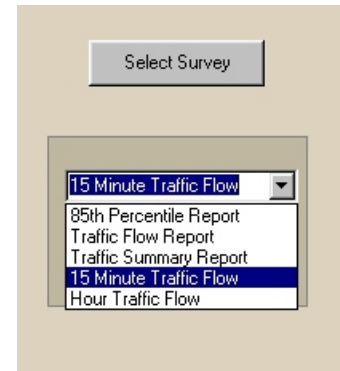 Select Survey
15 Minute Traffic Flow
85th Percentile Report
Traffic Flow Report
Traffic Summary Report
15 Minute Traffic Flow
Hour Traffic Flow